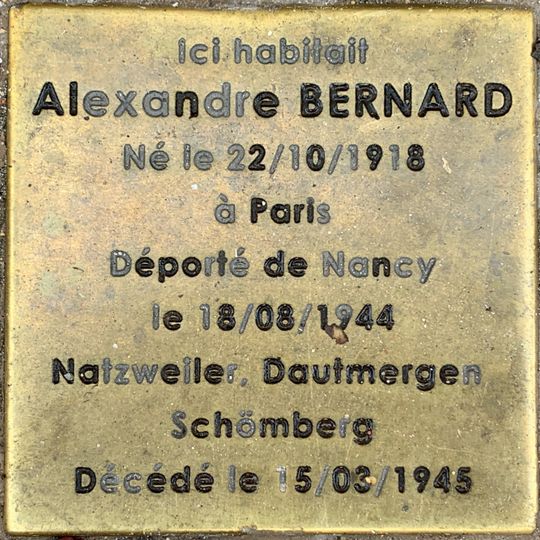 Ici habitait
Alexandre BERNARD
Né le 22/10/1918
à Paris
Déporté de Nancy
le 18/08/1944
Natzweiler, Dautmergen
Schömberg
Décédé le 15/03/1945